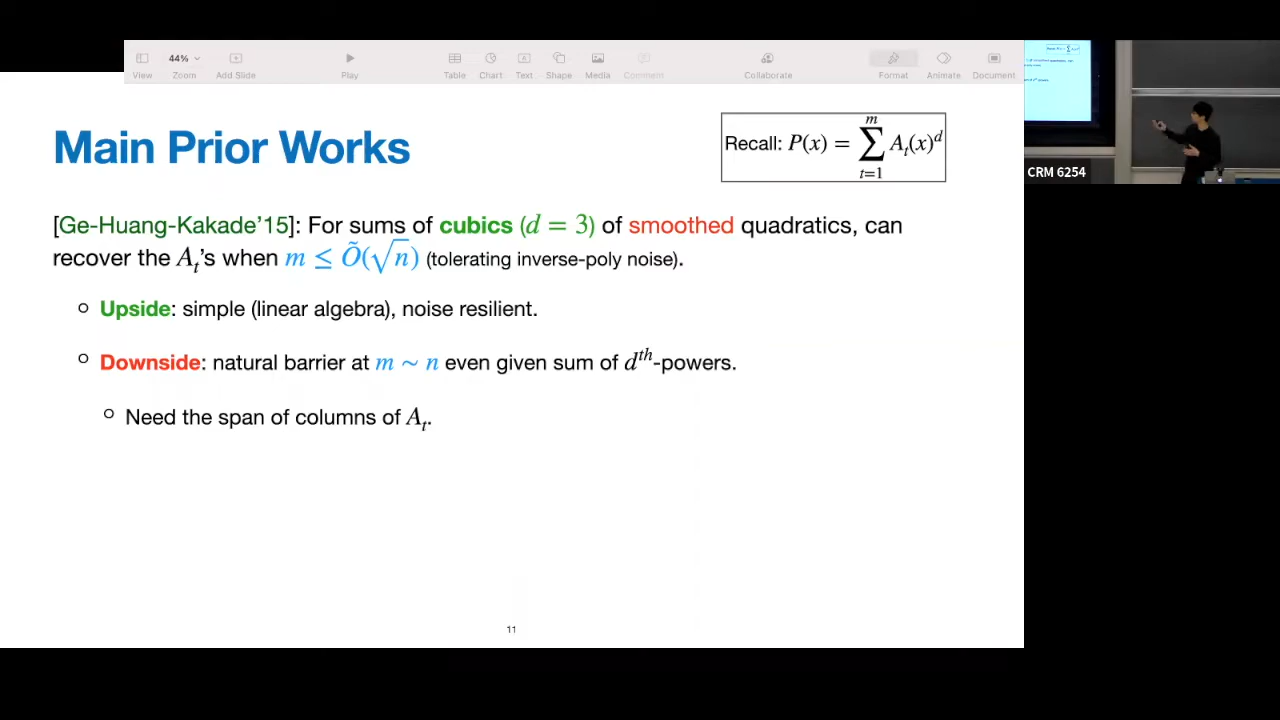 44%
View
Zoom
Add Slide
Play
Table
Chart
Text
Shape
Media
Comment
Collaborate
Format
Animate
Document
Main Prior Works
Recall: P(x) = ∑_{t=1}^{m} A_t(x)^d
CRM 6254
[Ge-Huang-Kakade’15]: For sums of cubics (d = 3) of smoothed quadratics, can
recover the A_t’s when m ≤ Õ(√n) (tolerating inverse-poly noise).
Upside: simple (linear algebra), noise resilient.
Downside: natural barrier at m ∼ n even given sum of d^{th}-powers.
Need the span of columns of A_t.
11